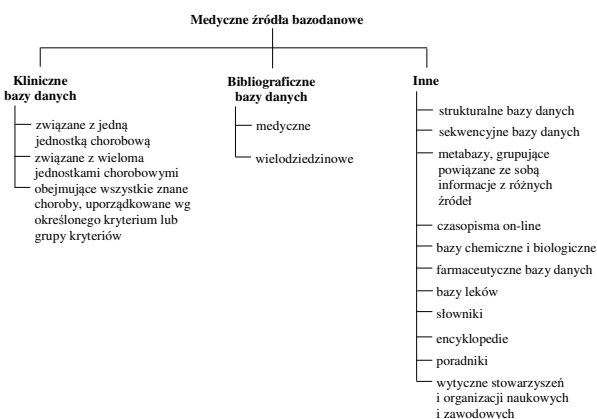 Medyczne źródła bazodanowe
Kliniczne
bazy danych
związane z jedną
jednostką chorobową
związane z wieloma
jednostkami chorobowymi
obejmujące wszystkie znane
choroby, uporządkowane wg
określonego kryterium lub
grupy kryteriów
Bibliograficzne
bazy danych
medyczne
wielodziedzinowe
Inne
strukturalne bazy danych
sekwencyjne bazy danych
metabazy, grupujące
powiązane ze sobą
informacje z różnych
źródeł
czasopisma on-line
bazy chemiczne i biologiczne
farmaceutyczne bazy danych
bazy leków
słowniki
encyklopedie
poradniki
wytyczne stowarzyszeń
i organizacji naukowych
i zawodowych